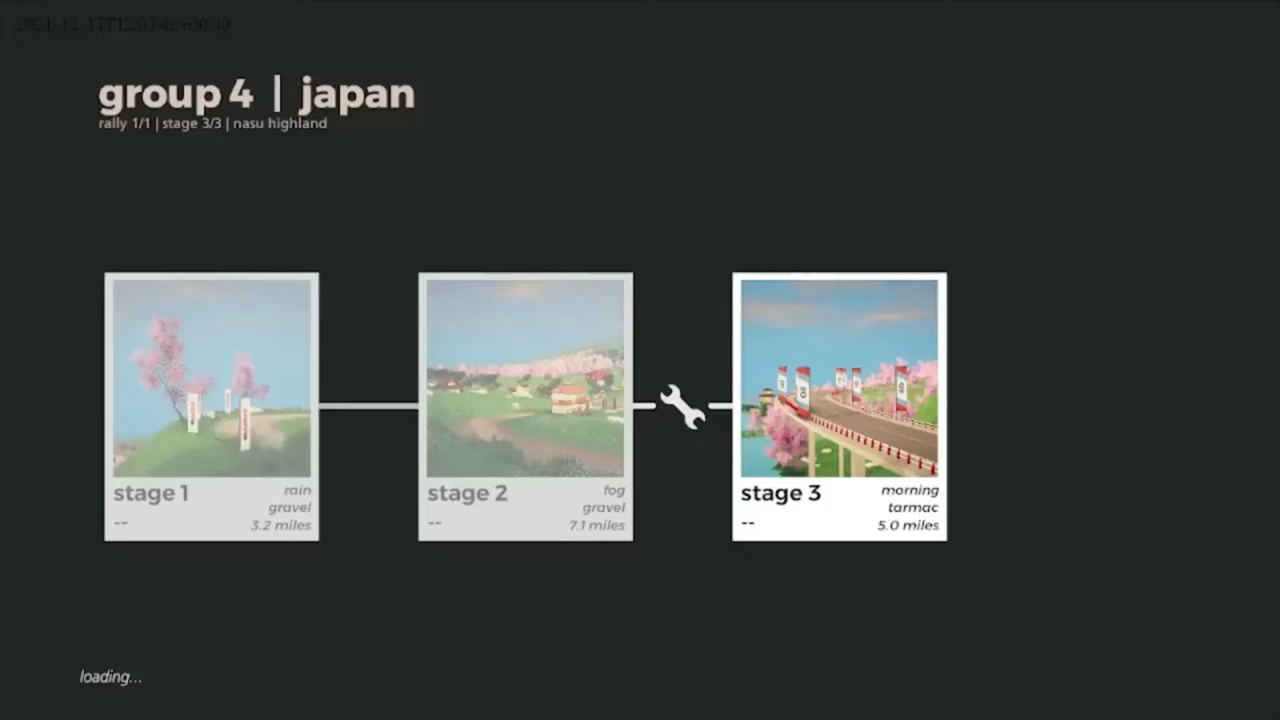 group 4 | japan
rally 1/1 | stage 3/3 | nasu highland
stage 1
rain
gravel
--
3.2 miles
stage 2
fog
gravel
--
7.1 miles
stage 3
morning
tarmac
--
5.0 miles
loading...